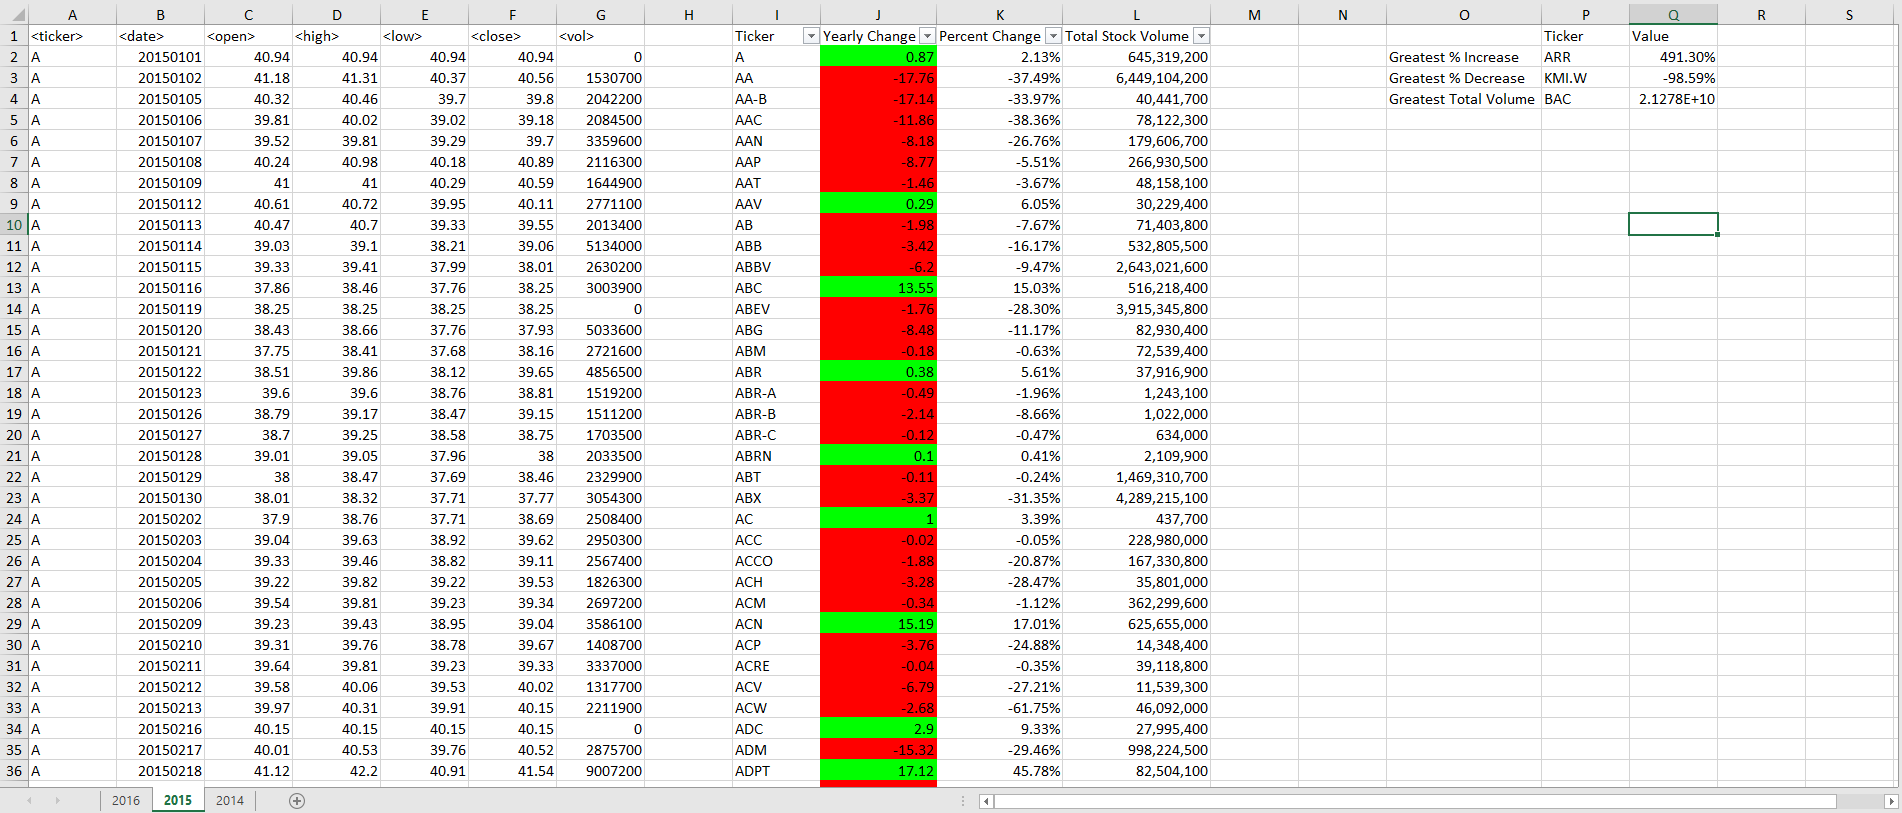 A B C D E F G H I J K L M N O P Q R S
1 <ticker> <date> <open> <high> <low> <close> <vol> Ticker Yearly Change Percent Change Total Stock Volume Ticker Value
2 A 20150101 40.94 40.94 40.94 40.94 0 A 0.87 2.13% 645,319,200 Greatest % Increase ARR 491.30%
3 A 20150102 41.18 41.31 40.37 40.56 1530700 AA -17.76 -37.49% 6,449,104,200 Greatest % Decrease KMI.W -98.59%
4 A 20150105 40.32 40.46 39.7 39.8 2042200 AA-B -17.14 -33.97% 40,441,700 Greatest Total Volume BAC 2.1278E+10
5 A 20150106 39.81 40.02 39.02 39.18 2084500 AAC -11.86 -38.36% 78,122,300
6 A 20150107 39.52 39.81 39.29 39.7 3359600 AAN -8.18 -26.76% 179,606,700
7 A 20150108 40.24 40.98 40.18 40.89 2116300 AAP -8.77 -5.51% 266,930,500
8 A 20150109 41 41 40.29 40.59 1644900 AAT -1.46 -3.67% 48,158,100
9 A 20150112 40.61 40.72 39.95 40.11 2771100 AAV 0.29 6.05% 30,229,400
10 A 20150113 40.47 40.7 39.33 39.55 2013400 AB -1.98 -7.67% 71,403,800
11 A 20150114 39.03 39.1 38.21 39.06 5134000 ABB -3.42 -16.17% 532,805,500
12 A 20150115 39.33 39.41 37.99 38.01 2630200 ABBV -6.2 -9.47% 2,643,021,600
13 A 20150116 37.86 38.46 37.76 38.25 3003900 ABC 13.55 15.03% 516,218,400
14 A 20150119 38.25 38.25 38.25 38.25 0 ABEV -1.76 -28.30% 3,915,345,800
15 A 20150120 38.43 38.66 37.76 37.93 5033600 ABG -8.48 -11.17% 82,930,400
16 A 20150121 37.75 38.41 37.68 38.16 2721600 ABM -0.18 -0.63% 72,539,400
17 A 20150122 38.51 39.86 38.12 39.65 4856500 ABR 0.38 5.61% 37,916,900
18 A 20150123 39.6 39.6 38.76 38.81 1519200 ABR-A -0.49 -1.96% 1,243,100
19 A 20150126 38.79 39.17 38.47 39.15 1511200 ABR-B -2.14 -8.66% 1,022,000
20 A 20150127 38.7 39.25 38.58 38.75 1703500 ABR-C -0.12 -0.47% 634,000
21 A 20150128 39.01 39.05 37.96 38 2033500 ABRN 0.1 0.41% 2,109,900
22 A 20150129 38 38.47 37.69 38.46 2329900 ABT -0.11 -0.24% 1,469,310,700
23 A 20150130 38.01 38.32 37.71 37.77 3054300 ABX -3.37 -31.35% 4,289,215,100
24 A 20150202 37.9 38.76 37.71 38.69 2508400 AC 1 3.39% 437,700
25 A 20150203 39.04 39.63 38.92 39.62 2950300 ACC -0.02 -0.05% 228,980,000
26 A 20150204 39.33 39.46 38.82 39.11 2567400 ACCO -1.88 -20.87% 167,330,800
27 A 20150205 39.22 39.82 39.22 39.53 1826300 ACH -3.28 -28.47% 35,801,000
28 A 20150206 39.54 39.81 39.23 39.34 2697200 ACM -0.34 -1.12% 362,299,600
29 A 20150209 39.23 39.43 38.95 39.04 3586100 ACN 15.19 17.01% 625,655,000
30 A 20150210 39.31 39.76 38.78 39.67 1408700 ACP -3.76 -24.88% 14,348,400
31 A 20150211 39.64 39.81 39.23 39.33 3337000 ACRE -0.04 -0.35% 39,118,800
32 A 20150212 39.58 40.06 39.53 40.02 1317700 ACV -6.79 -27.21% 11,539,300
33 A 20150213 39.97 40.31 39.91 40.15 2211900 ACW -2.68 -61.75% 46,092,000
34 A 20150216 40.15 40.15 40.15 40.15 0 ADC 2.9 9.33% 27,995,400
35 A 20150217 40.01 40.53 39.76 40.52 2875700 ADM -15.32 -29.46% 998,224,500
36 A 20150218 41.12 42.2 40.91 41.54 9007200 ADPT 17.12 45.78% 82,504,100
2016 2015 2014